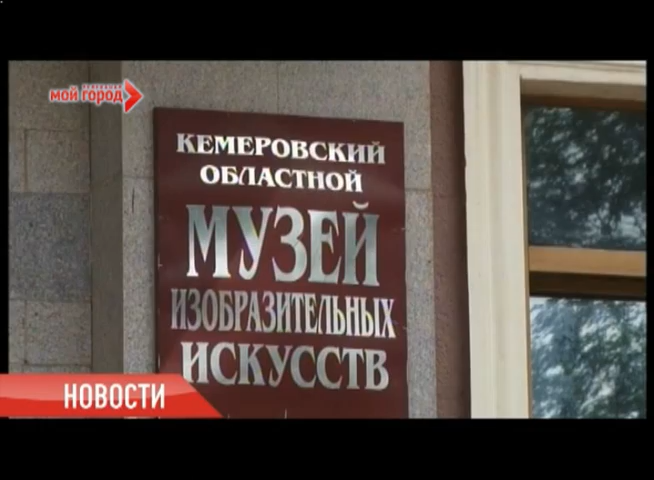 МОЙ ГОРОД
КЕМЕРОВСКИЙ
ОБЛАСТНОЙ
МУЗЕЙ
ИЗОБРАЗИТЕЛЬНЫХ
ИСКУССТВ
НОВОСТИ